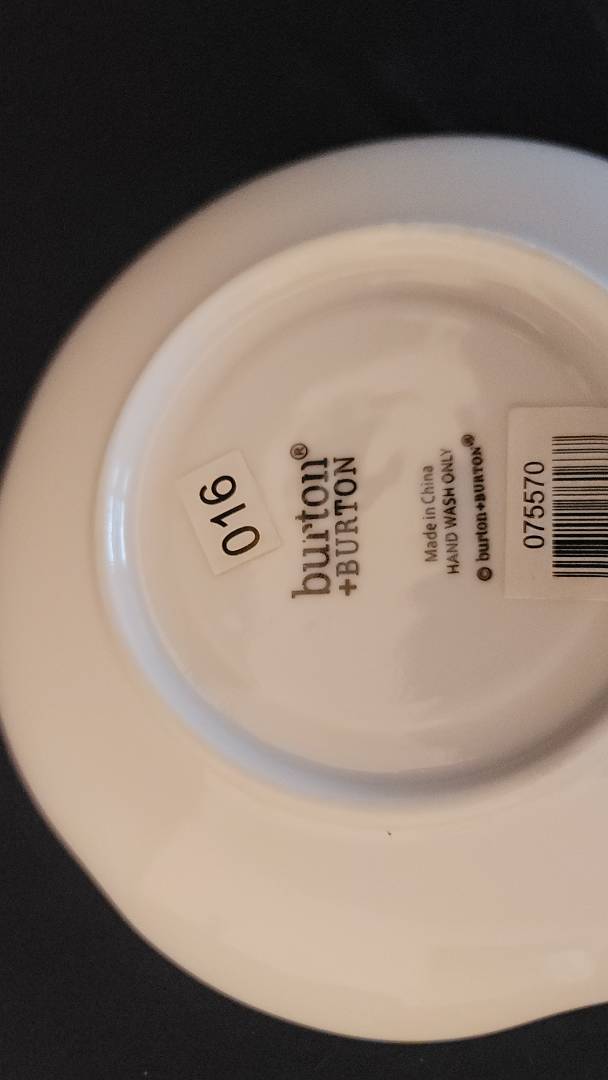 016
burton®
+BURTON
Made in China
HAND WASH ONLY
© burton+BURTON®
075570